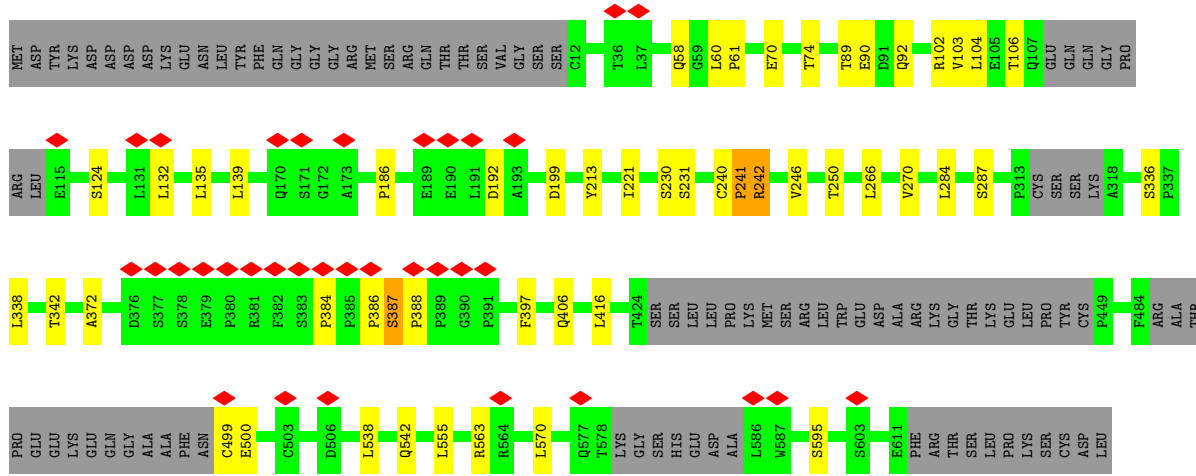 MET ASP TYR LYS ASP ASP ASP ASP LYS GLU ASN LEU TYR PHE GLN GLY GLY GLY GLY ARG MET SER ARG GLN THR THR SER VAL GLY SER SER C12 T36 L37 Q58 G59 L60 P61 E70 T74 T89 E90 D91 Q92 R102 V103 L104 E105 T106 Q107 GLU GLN GLN GLY PRO
ARG LEU E115 S124 L131 L132 L135 L139 Q170 S171 G172 A173 P186 E189 E190 L191 D192 A193 D199 Y213 I221 S230 S231 C240 P241 R242 V246 T250 L266 V270 L284 S287 P313 CYS SER SER LYS A318 S336 P337
L338 T342 A372 D376 S377 S378 E379 P380 R381 F382 S383 P384 P385 P386 S387 P388 P389 G390 P391 F397 Q406 L416 T424 SER SER LEU LEU PRO LYS MET SER ARG LEU TRP GLU ASP ALA ARG LYS GLY THR LYS GLU LEU PRO TYR CYS P449 F484 ARG ALA THR
PRO GLU GLU LYS GLU GLN GLY ALA ALA PHE ASN C499 E500 C503 D506 L538 Q542 L555 R563 R564 L570 Q577 T578 LYS GLY SER HIS GLU ASP ALA L586 W587 S595 S603 E611 PHE ARG THR SER LEU PRO LYS SER CYS ASP LEU